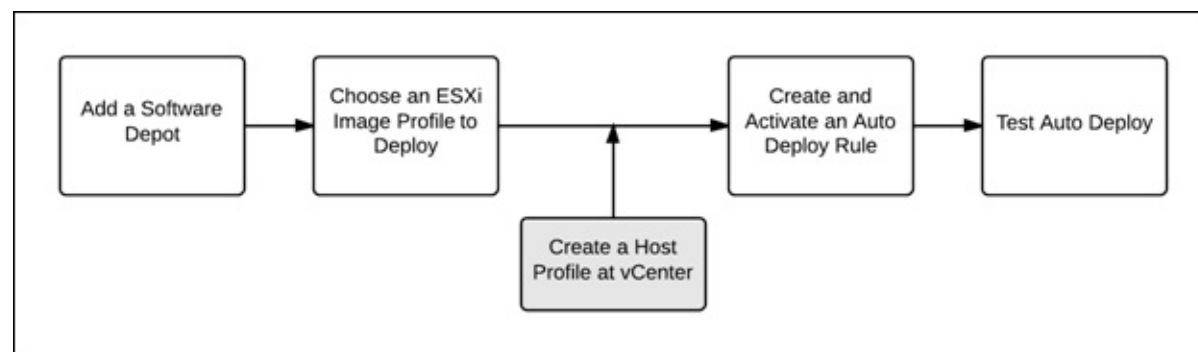 Add a Software
Depot
Choose an ESXi
Image Profile to
Deploy
Create a Host
Profile at vCenter
Create and
Activate an Auto
Deploy Rule
Test Auto Deploy